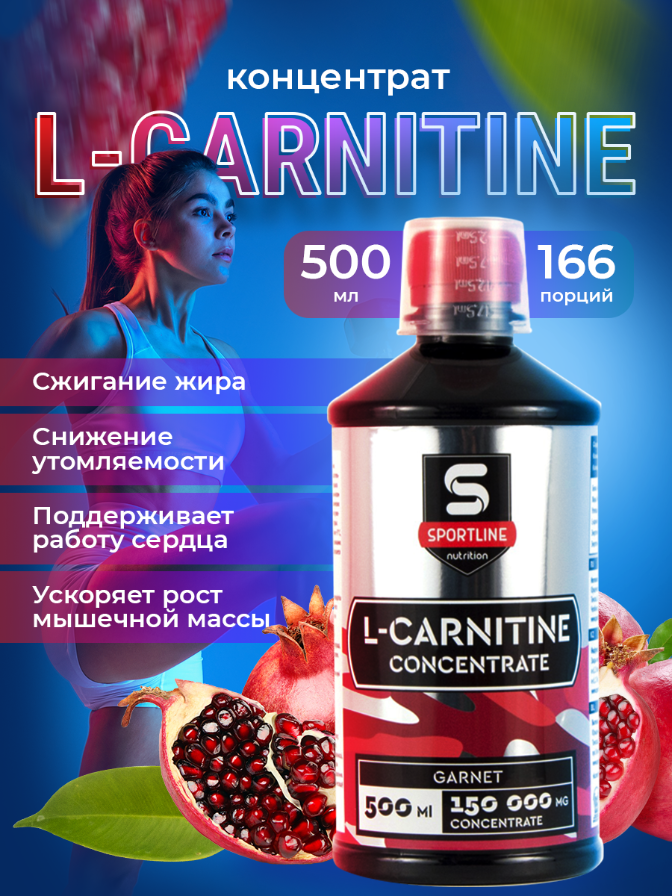 концентрат
L-CARNITINE
500
мл
166
порций
Сжигание жира
Снижение
утомляемости
Поддерживает
работу сердца
Ускоряет рост
мышечной массы
S
SPORTLINE
nutrition
L-CARNITINE
CONCENTRATE
GARNET
500 ml
150 000 MG
CONCENTRATE